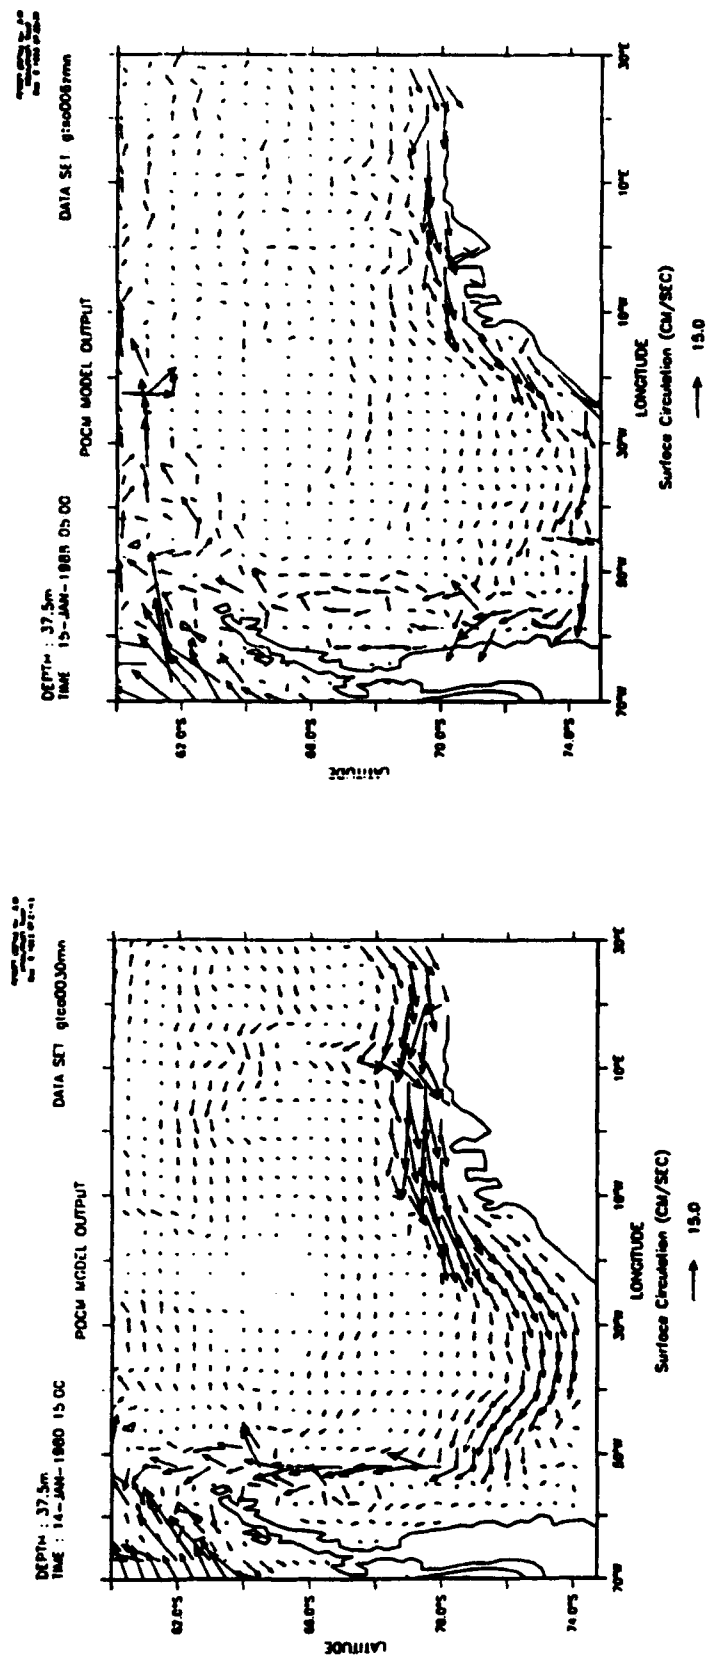 DEPTH : 37.5m
TIME : 15-JAN-1988 05:00
POCM MODEL OUTPUT
DATA SET
62.0°S
66.0°S
70.0°S
74.0°S
LATITUDE
70°W
50°W
30°W
10°W
10°E
30°E
LONGITUDE
Surface Circulation (CM/SEC)
15.0
DEPTH : 37.5m
TIME : 14-JAN-1980 15:00
POCM MODEL OUTPUT
DATA SET
62.0°S
66.0°S
70.0°S
74.0°S
LATITUDE
70°W
50°W
30°W
10°W
10°E
30°E
LONGITUDE
Surface Circulation (CM/SEC)
15.0